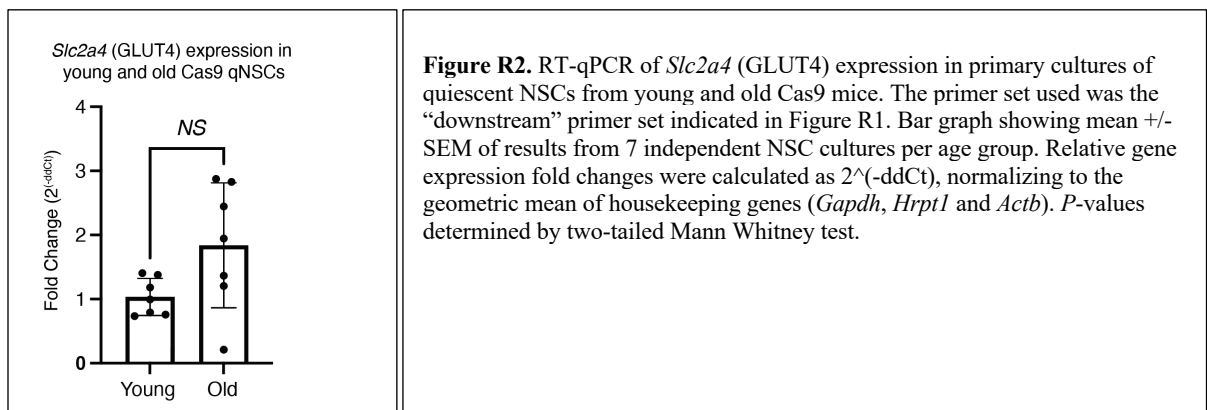 Slc2a4 (GLUT4) expression in
young and old Cas9 qNSCs
NS
4
3
2
1
0
Fold Change (2^(-ddCt))
Young
Old
Figure R2. RT-qPCR of Slc2a4 (GLUT4) expression in primary cultures of
quiescent NSCs from young and old Cas9 mice. The primer set used was the
“downstream” primer set indicated in Figure R1. Bar graph showing mean +/-
SEM of results from 7 independent NSC cultures per age group. Relative gene
expression fold changes were calculated as 2^(-ddCt), normalizing to the
geometric mean of housekeeping genes (Gapdh, Hrpt1 and Actb). P-values
determined by two-tailed Mann Whitney test.